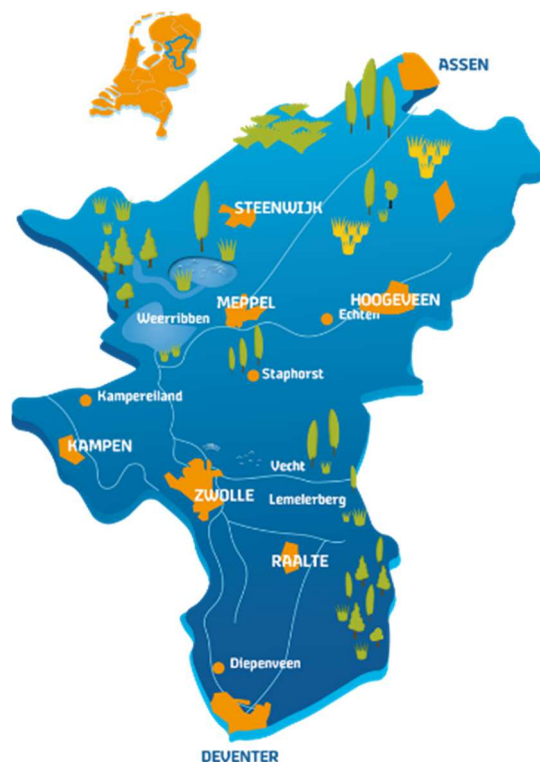 ASSEN
STEENWIJK
MEPPEL
HOOGEVEEN
Weerribben
Echten
Staphorst
Kampereiland
KAMPEN
Vecht
ZWOLLE
Lemelerberg
RAALTE
Diepenveen
DEVENTER